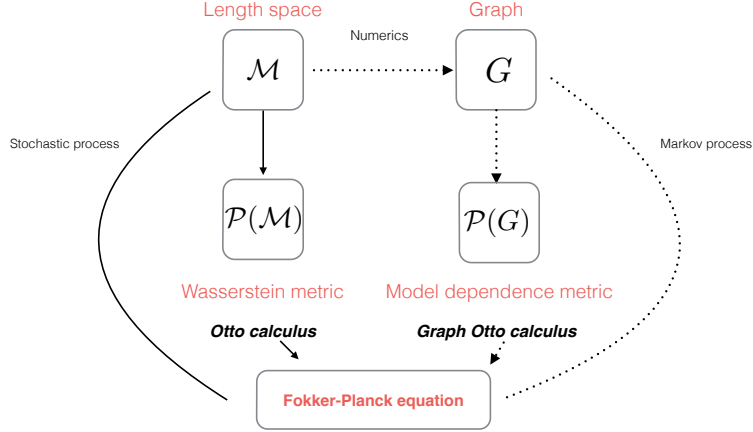 Length space
Graph
Numerics
ℳ
G
Stochastic process
Markov process
𝒫(ℳ)
𝒫(G)
Wasserstein metric
Model dependence metric
Otto calculus
Graph Otto calculus
Fokker-Planck equation